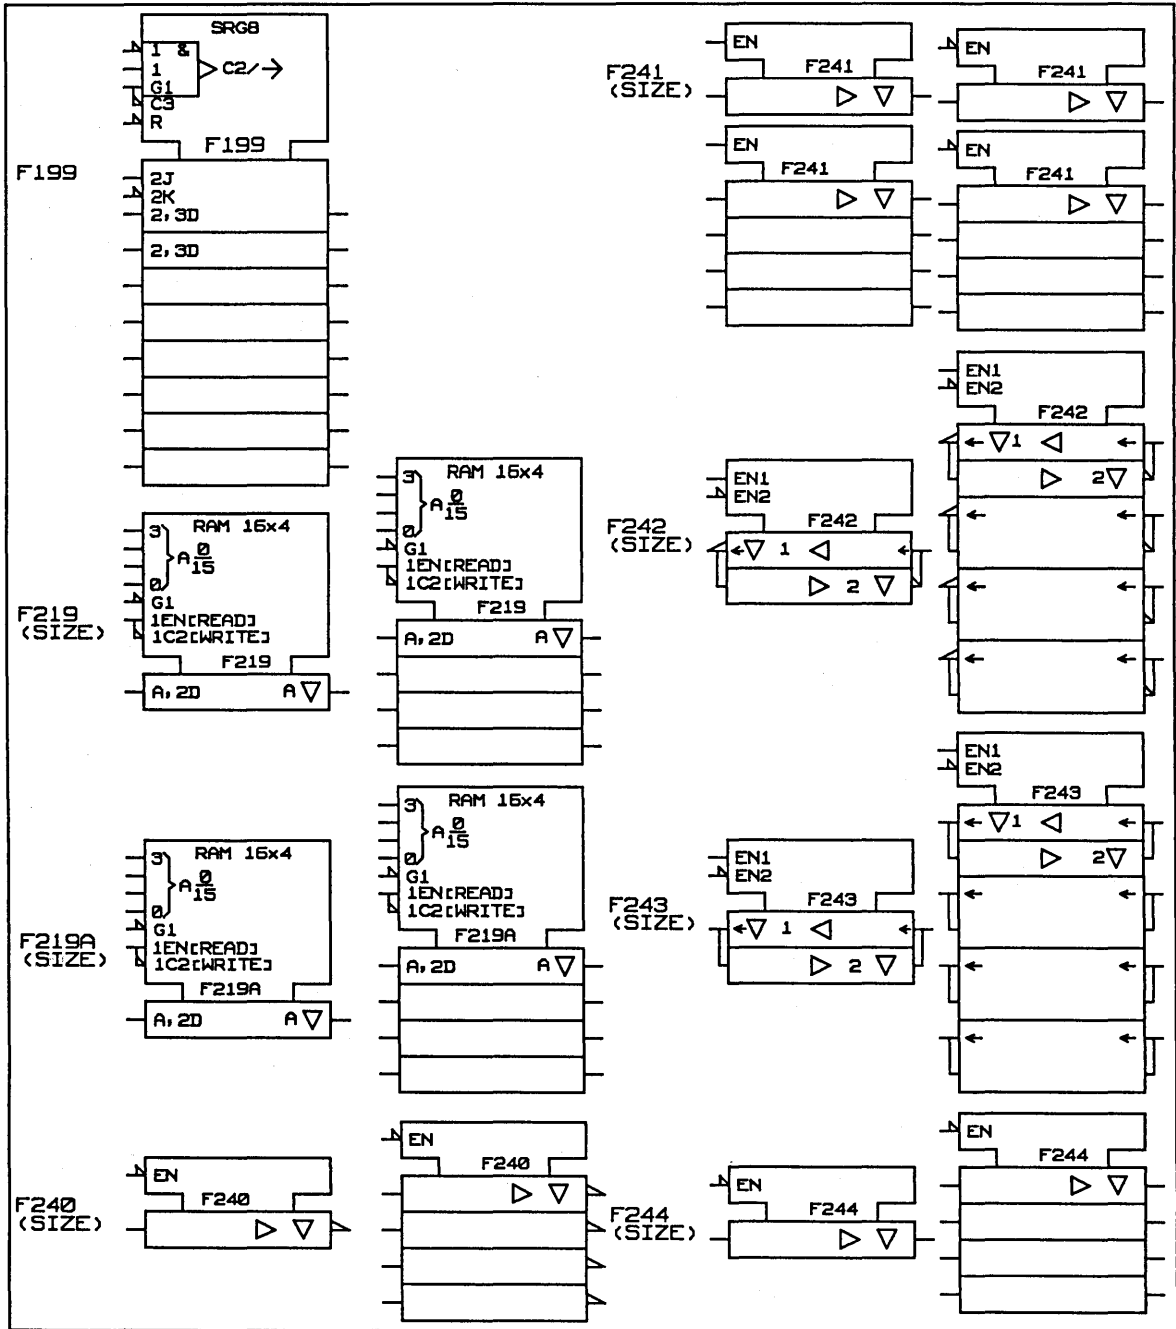 SRG8
1 &
1
C2/→
G1
C3
R
F199
F199
2J
2K
2,3D
2,3D
RAM 16x4
3
0
A 0/15
G1
1EN[READ]
1C2[WRITE]
F219
F219
(SIZE)
A,2D A ▽
RAM 16x4
3
0
A 0/15
G1
1EN[READ]
1C2[WRITE]
F219
A,2D A ▽
RAM 16x4
3
0
A 0/15
G1
1EN[READ]
1C2[WRITE]
F219A
F219A
(SIZE)
A,2D A ▽
RAM 16x4
3
0
A 0/15
G1
1EN[READ]
1C2[WRITE]
F219A
A,2D A ▽
F240
(SIZE)
EN
F240
▷ ▽
EN
F240
▷ ▽
F241
(SIZE)
EN
F241
▷ ▽
EN
F241
▷ ▽
EN
F241
▷ ▽
EN
F241
▷ ▽
F242
(SIZE)
EN1
EN2
F242
←▽ 1 ◁ ←
▷ 2 ▽
EN1
EN2
F242
←▽1 ◁ ←
▷ 2▽
← ←
← ←
← ←
F243
(SIZE)
EN1
EN2
F243
←▽ 1 ◁ ←
▷ 2 ▽
EN1
EN2
F243
←▽1 ◁ ←
▷ 2▽
← ←
← ←
← ←
F244
(SIZE)
EN
F244
▷ ▽
EN
F244
▷ ▽